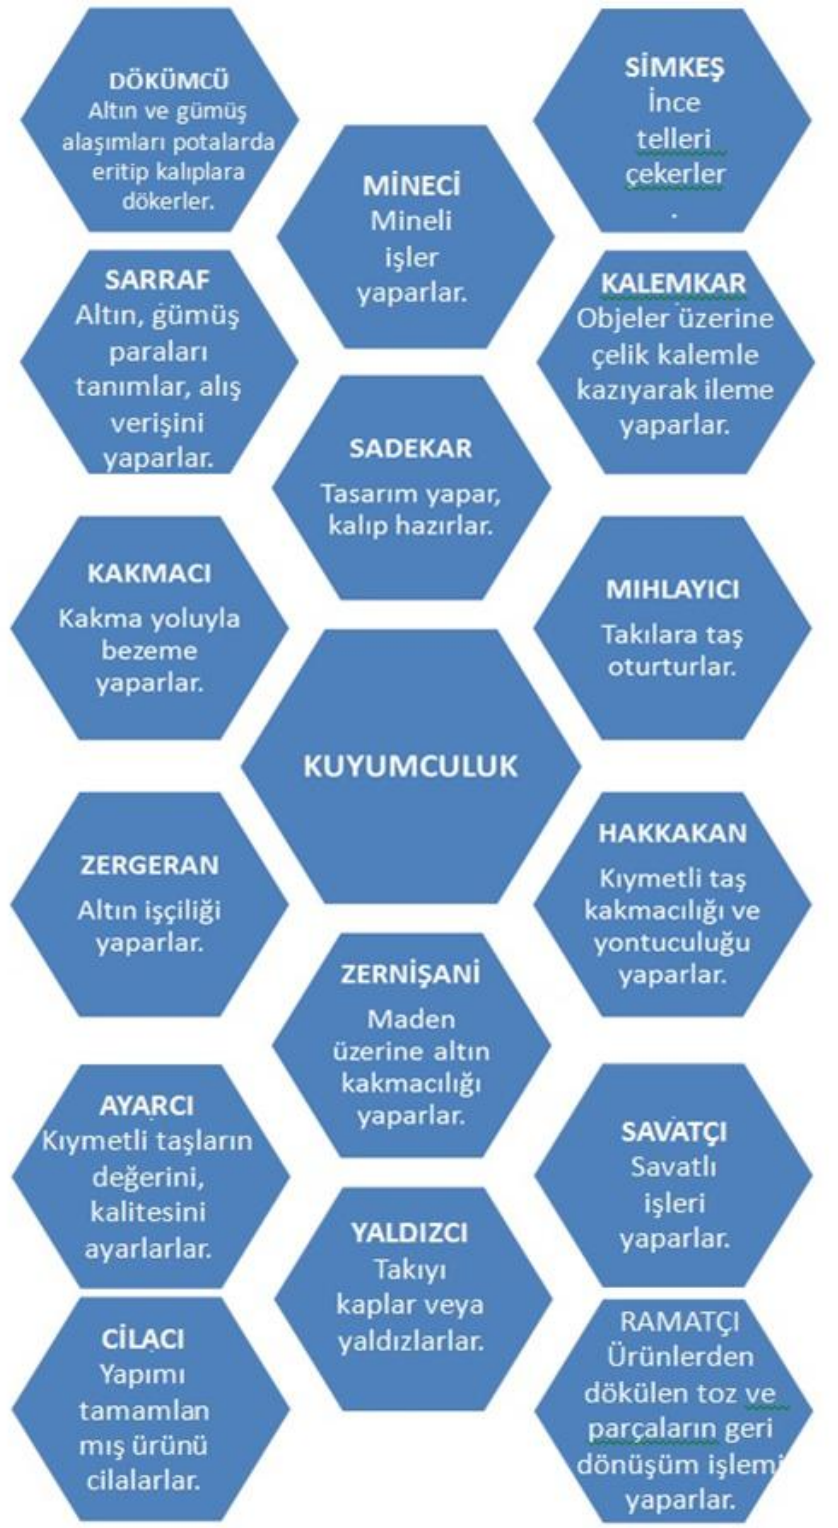 DÖKÜMCÜ
Altın ve gümüş
alaşımları potalarda
eritip kalıplara
dökerler.
SİMKEŞ
İnce
telleri
çekerler
.
MİNECİ
Mineli
işler
yaparlar.
SARRAF
Altın, gümüş
paraları
tanımlar, alış
verişini
yaparlar.
KALEMKAR
Objeler üzerine
çelik kalemle
kazıyarak ileme
yaparlar.
SADEKAR
Tasarım yapar,
kalıp hazırlar.
KAKMACI
Kakma yoluyla
bezeme
yaparlar.
MIHLAYICI
Takılara taş
oturturlar.
KUYUMCULUK
ZERGERAN
Altın işçiliği
yaparlar.
HAKKAKAN
Kıymetli taş
kakmacılığı ve
yontuculuğu
yaparlar.
ZERNİŞANİ
Maden
üzerine altın
kakmacılığı
yaparlar.
AYARCI
Kıymetli taşların
değerini,
kalitesini
ayarlarlar.
SAVATÇI
Savatlı
işleri
yaparlar.
YALDIZCI
Takıyı
kaplar veya
yaldızlarlar.
CİLACI
Yapımı
tamamlan
mış ürünü
cilalarlar.
RAMATÇI
Ürünlerden
dökülen toz ve
parçaların geri
dönüşüm işlemi
yaparlar.